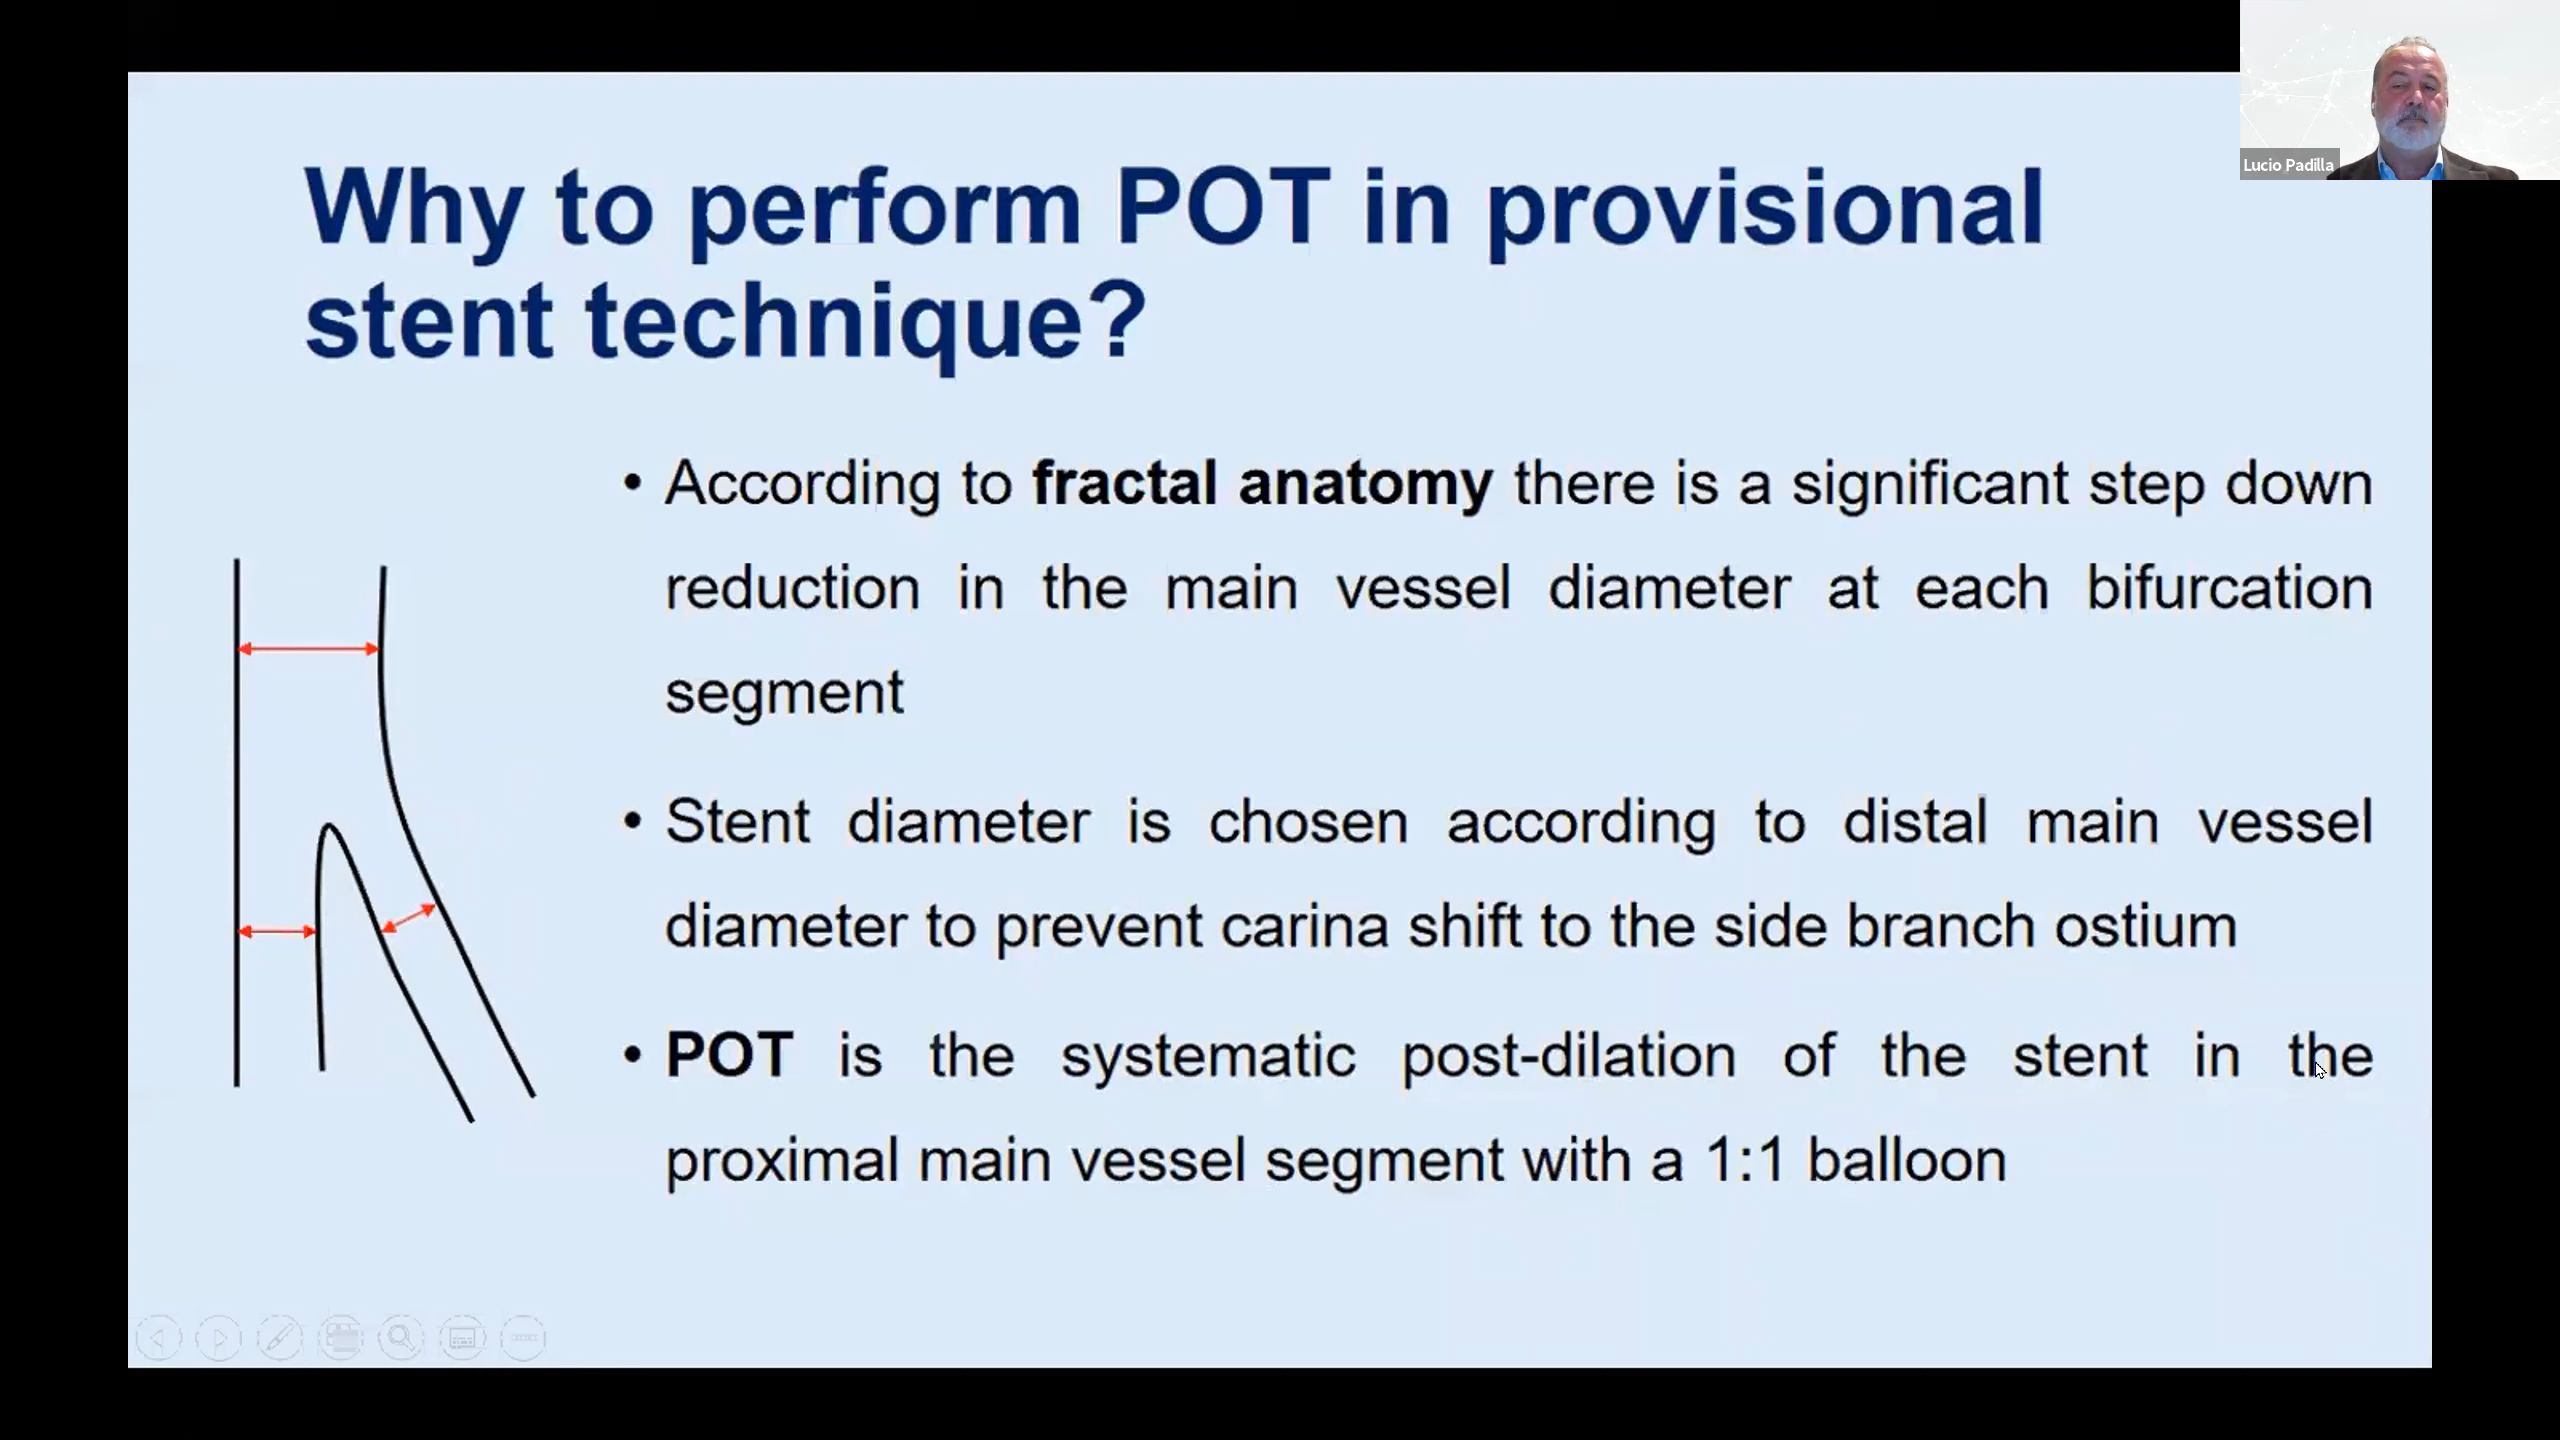 Lucio Padilla
Why to perform POT in provisional
stent technique?
• According to fractal anatomy there is a significant step down
reduction in the main vessel diameter at each bifurcation
segment
• Stent diameter is chosen according to distal main vessel
diameter to prevent carina shift to the side branch ostium
• POT is the systematic post-dilation of the stent in the
proximal main vessel segment with a 1:1 balloon